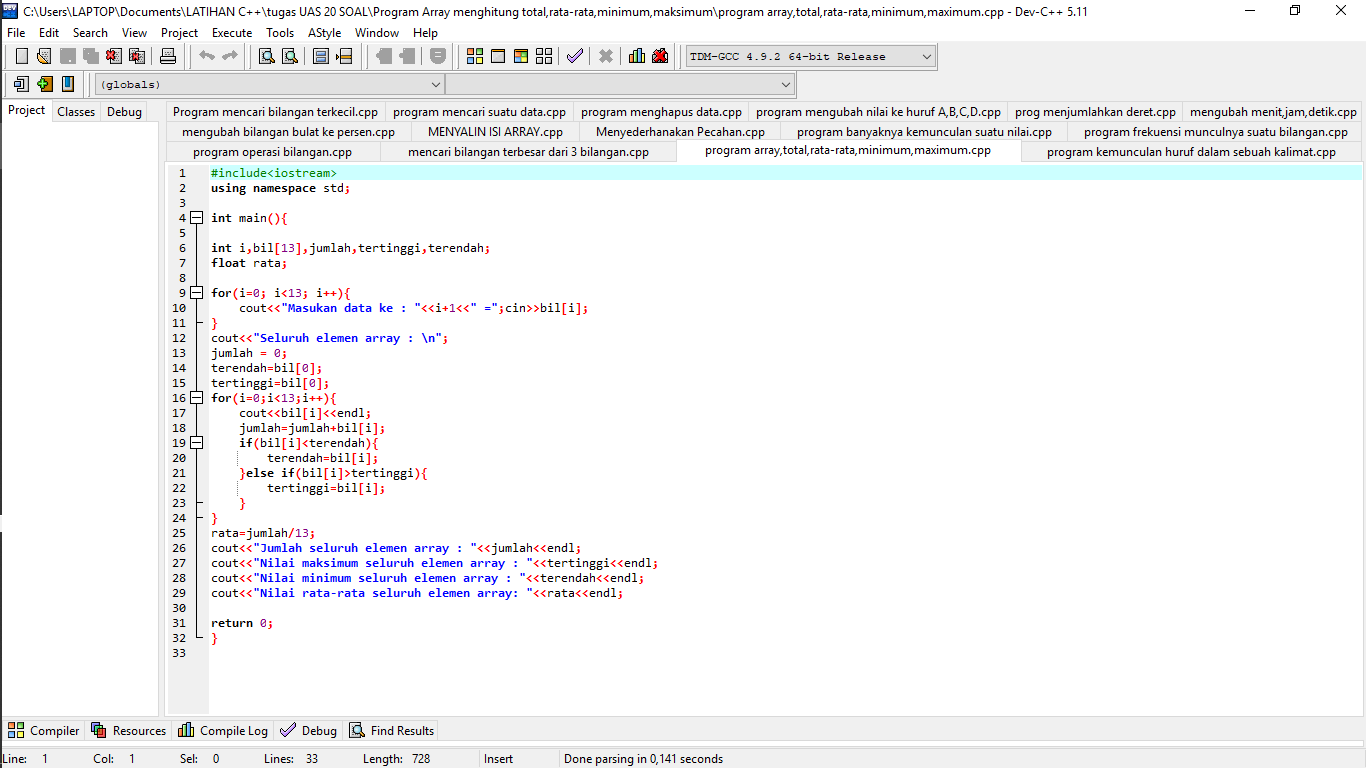 C:\Users\LAPTOP\Documents\LATIHAN C++\tugas UAS 20 SOAL\Program Array menghitung total,rata-rata,minimum,maksimum\program array,total,rata-rata,minimum,maximum.cpp - Dev-C++ 5.11
File Edit Search View Project Execute Tools AStyle Window Help
TDM-GCC 4.9.2 64-bit Release
(globals)
Project Classes Debug
Program mencari bilangan terkecil.cpp program mencari suatu data.cpp program menghapus data.cpp program mengubah nilai ke huruf A,B,C,D.cpp prog menjumlahkan deret.cpp mengubah menit,jam,detik.cpp
mengubah bilangan bulat ke persen.cpp MENYALIN ISI ARRAY.cpp Menyederhanakan Pecahan.cpp program banyaknya kemunculan suatu nilai.cpp program frekuensi munculnya suatu bilangan.cpp
program operasi bilangan.cpp mencari bilangan terbesar dari 3 bilangan.cpp program array,total,rata-rata,minimum,maximum.cpp program kemunculan huruf dalam sebuah kalimat.cpp
1 #include<iostream>
2 using namespace std;
3
4 int main(){
5
6 int i,bil[13],jumlah,tertinggi,terendah;
7 float rata;
8
9 for(i=0; i<13; i++){
10 cout<<"Masukan data ke : "<<i+1<<" =";cin>>bil[i];
11 }
12 cout<<"Seluruh elemen array : \n";
13 jumlah = 0;
14 terendah=bil[0];
15 tertinggi=bil[0];
16 for(i=0;i<13;i++){
17 cout<<bil[i]<<endl;
18 jumlah=jumlah+bil[i];
19 if(bil[i]<terendah){
20 terendah=bil[i];
21 }else if(bil[i]>tertinggi){
22 tertinggi=bil[i];
23 }
24 }
25 rata=jumlah/13;
26 cout<<"Jumlah seluruh elemen array : "<<jumlah<<endl;
27 cout<<"Nilai maksimum seluruh elemen array : "<<tertinggi<<endl;
28 cout<<"Nilai minimum seluruh elemen array : "<<terendah<<endl;
29 cout<<"Nilai rata-rata seluruh elemen array: "<<rata<<endl;
30
31 return 0;
32 }
33
Compiler Resources Compile Log Debug Find Results
Line: 1 Col: 1 Sel: 0 Lines: 33 Length: 728 Insert Done parsing in 0,141 seconds